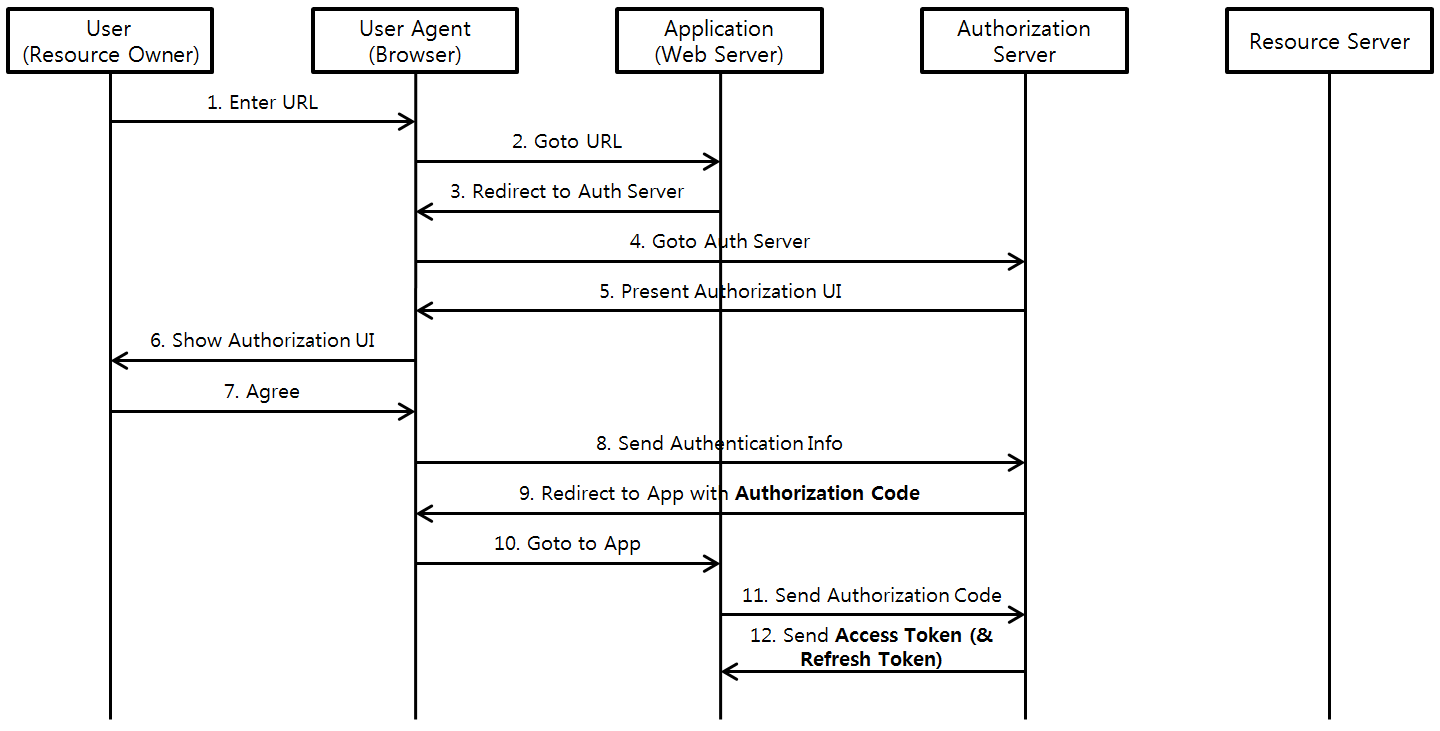 User
(Resource Owner)
User Agent
(Browser)
Application
(Web Server)
Authorization
Server
Resource Server
1. Enter URL
2. Goto URL
3. Redirect to Auth Server
4. Goto Auth Server
5. Present Authorization UI
6. Show Authorization UI
7. Agree
8. Send Authentication Info
9. Redirect to App with Authorization Code
10. Goto to App
11. Send Authorization Code
12. Send Access Token (&
Refresh Token)